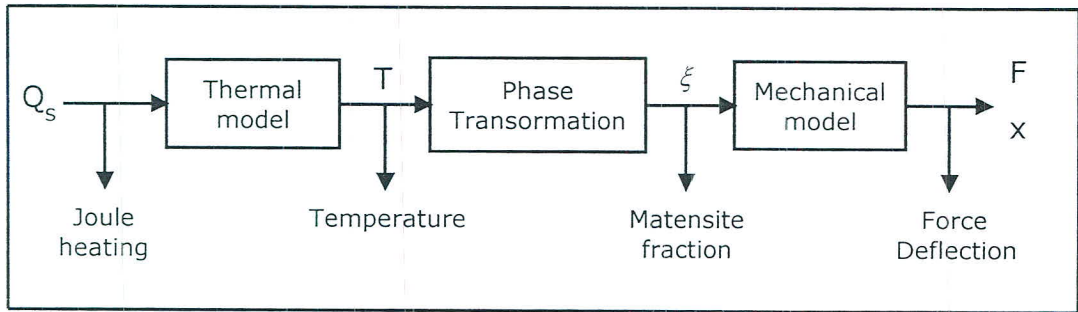 Qs
Thermal
model
T
Phase
Transormation
ξ
Mechanical
model
F
x
Joule
heating
Temperature
Matensite
fraction
Force
Deflection